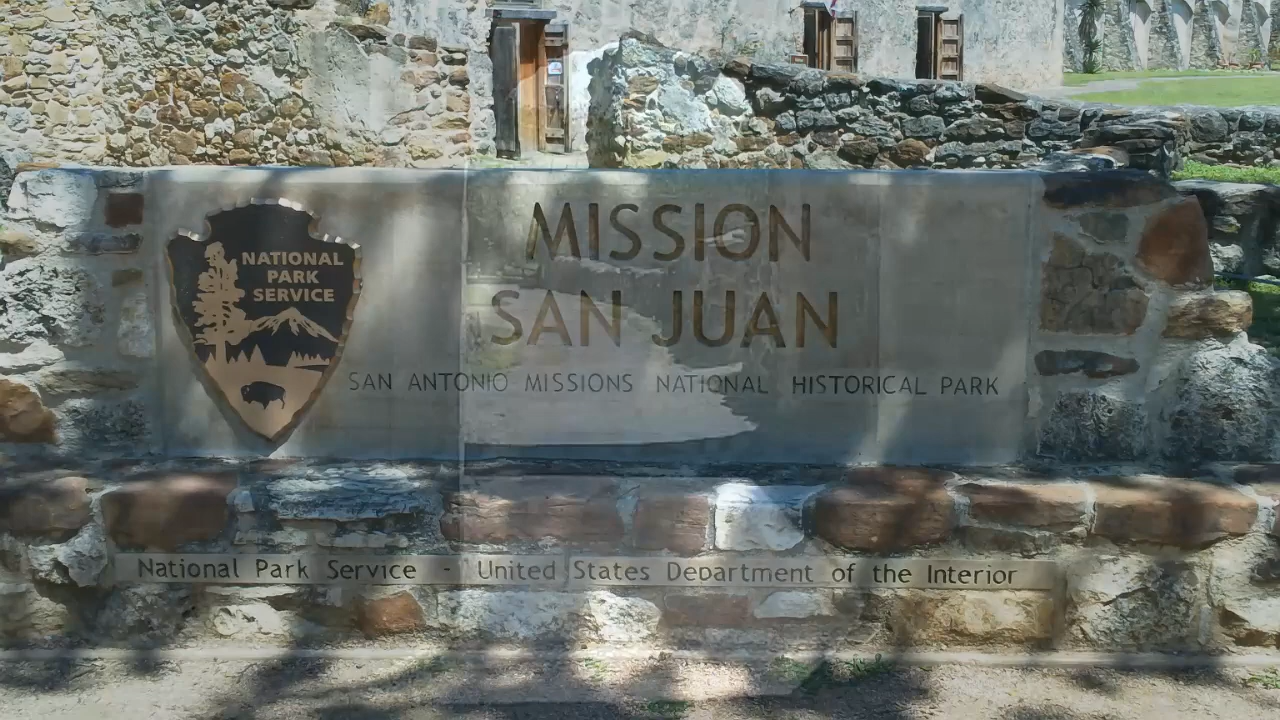 NATIONAL
PARK
SERVICE
MISSION
SAN JUAN
SAN ANTONIO MISSIONS NATIONAL HISTORICAL PARK
National Park Service - United States Department of the Interior